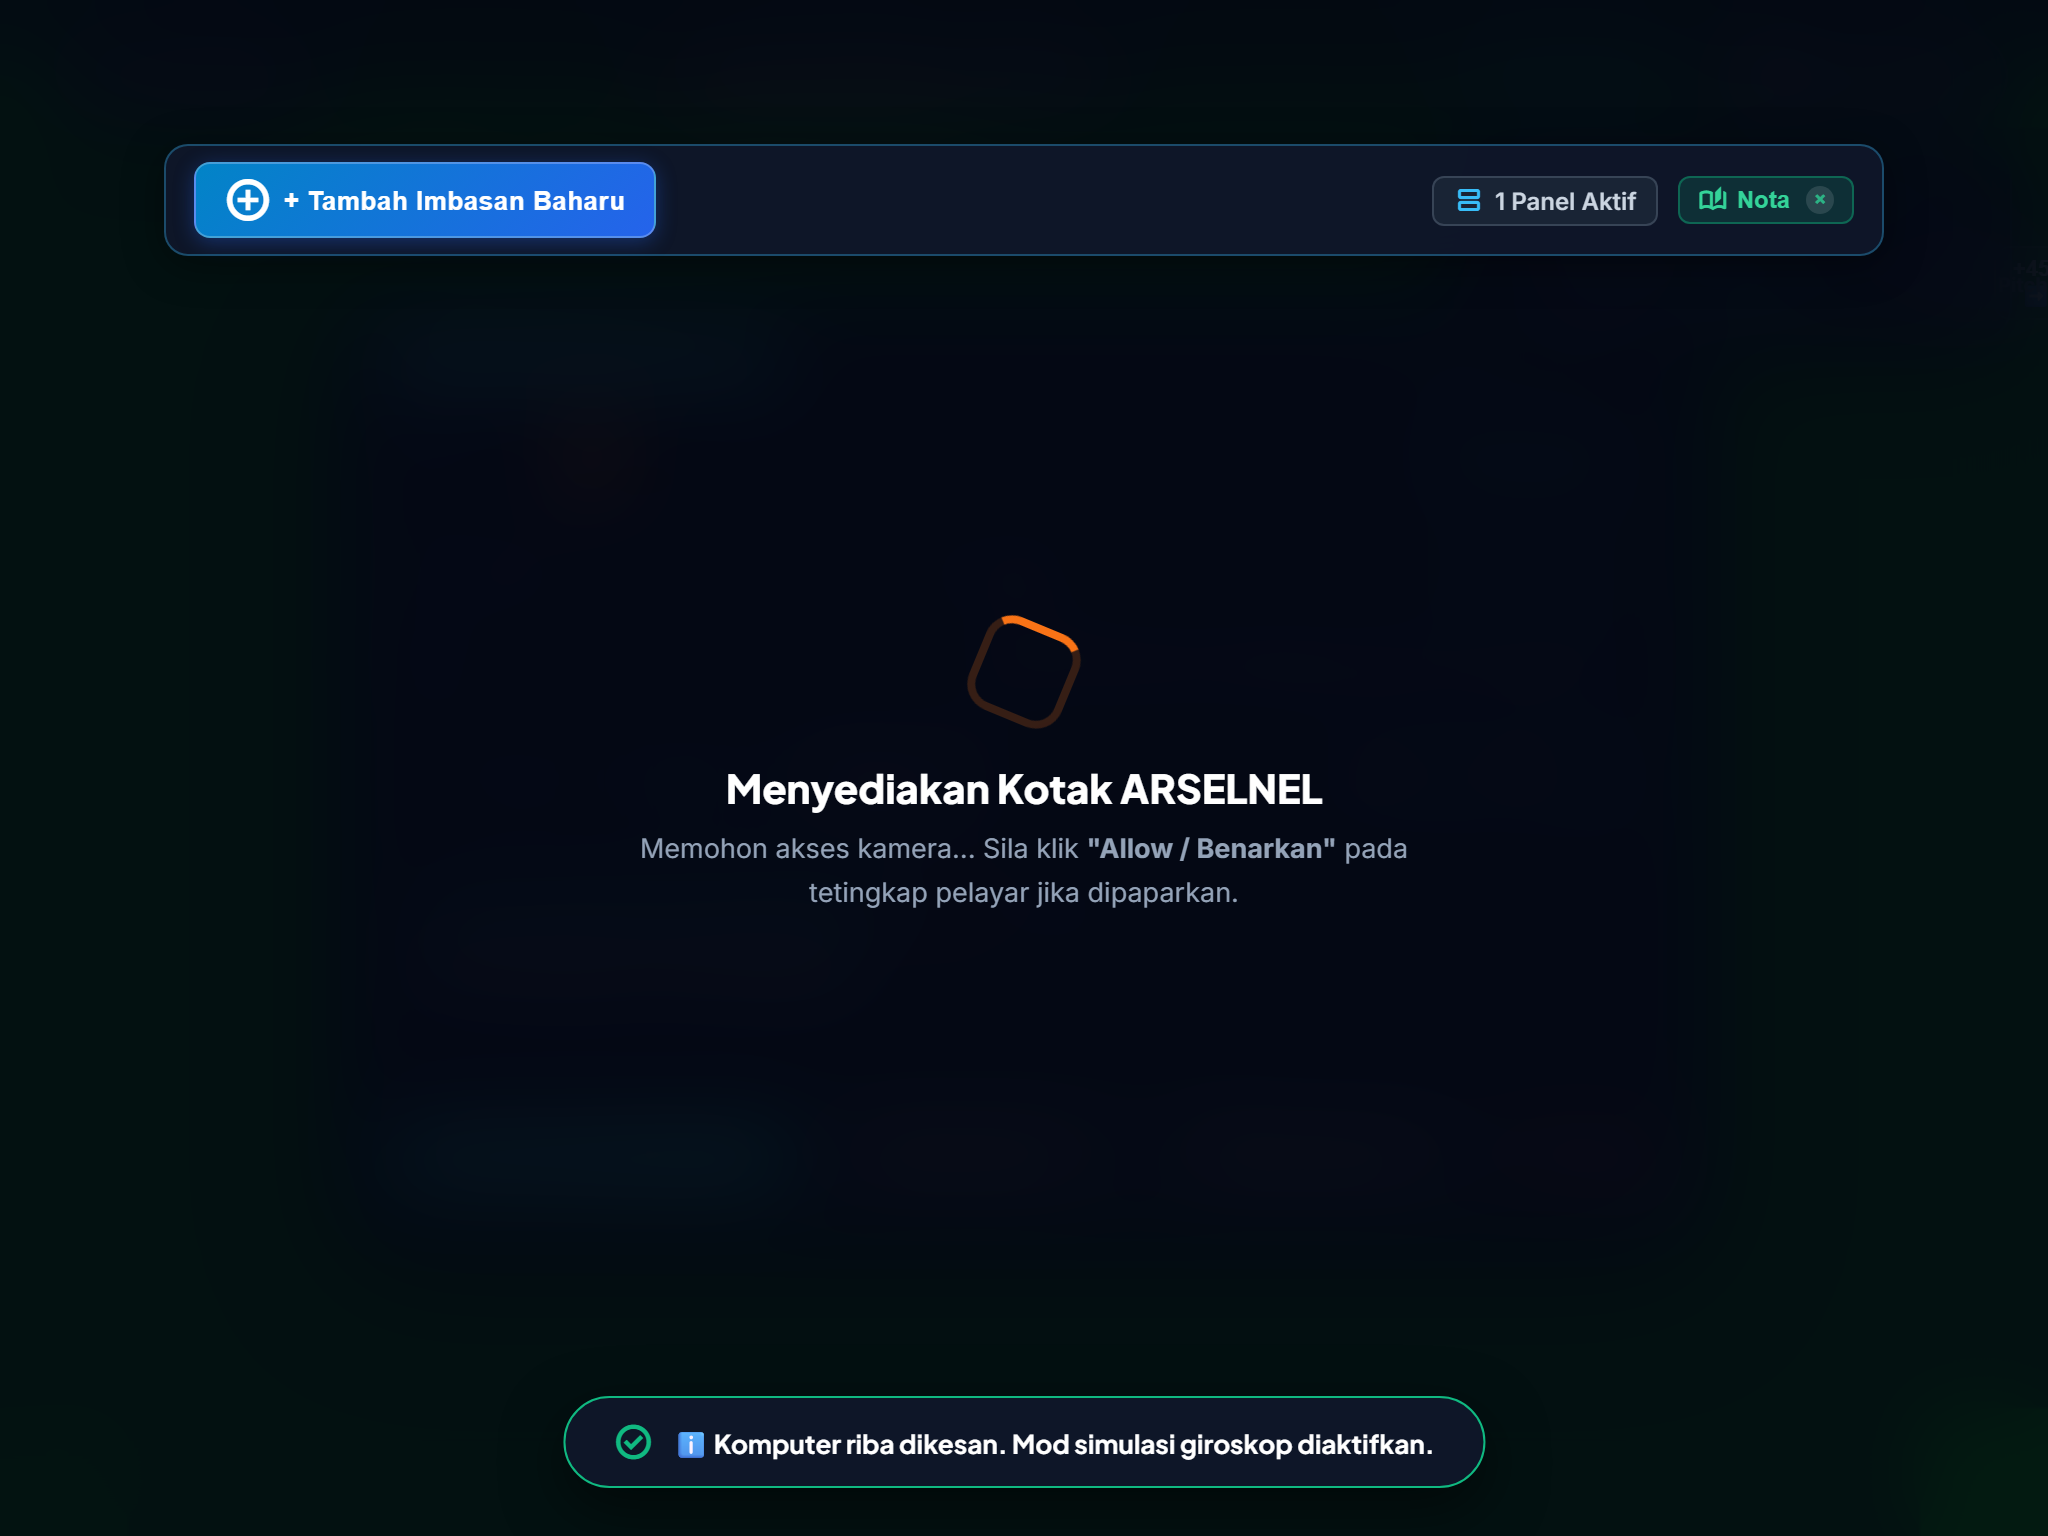 + Tambah Imbasan Baharu
1 Panel Aktif
Nota
Menyediakan Kotak ARSELNEL
Memohon akses kamera... Sila klik "Allow / Benarkan" pada
tetingkap pelayar jika dipaparkan.
ℹ️ Komputer riba dikesan. Mod simulasi giroskop diaktifkan.